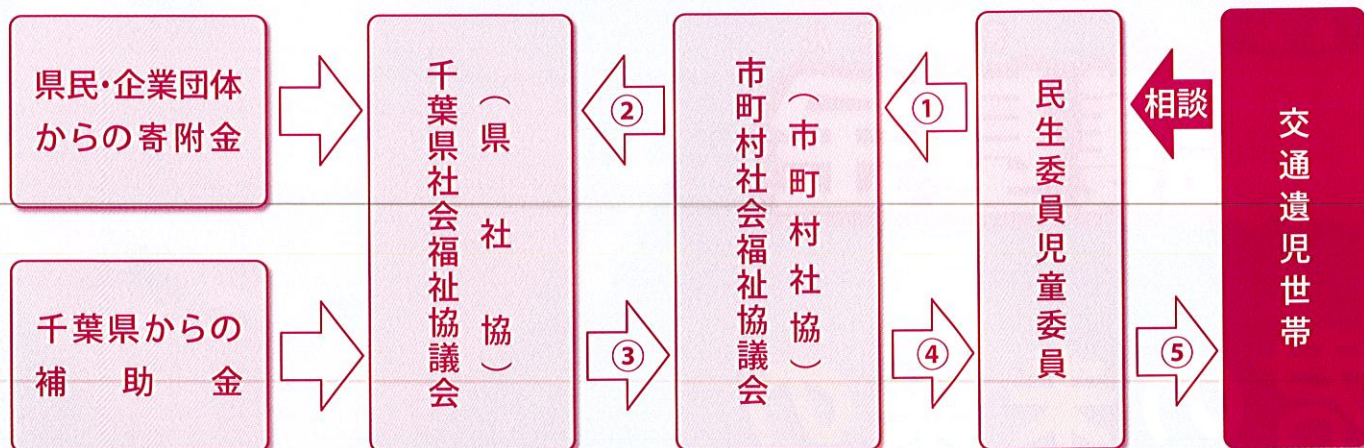 県民・企業団体
からの寄附金
千葉県からの
補助金
千葉県社会福祉協議会
（県社協）
②
③
市町村社会福祉協議会
（市町村社協）
①
④
民生委員児童委員
相談
⑤
交通遺児世帯